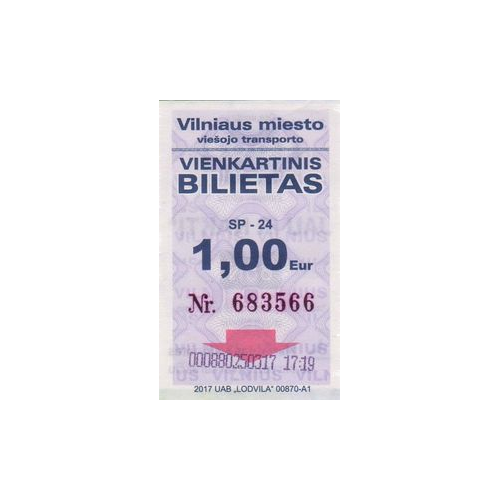 Vilniaus miesto
viešojo transporto
VIENKARTINIS
BILIETAS
SP - 24
1,00 Eur
Nr. 683566
000880250317 17:19
VILNIUS
2017 UAB „LODVILA" 00870-A1